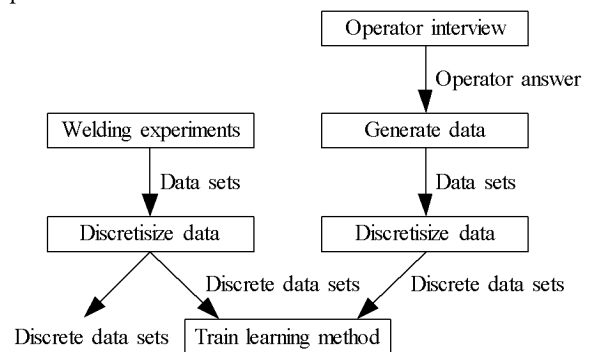 Operator interview
Operator answer
Welding experiments
Generate data
Data sets
Data sets
Discretisize data
Discretisize data
Discrete data sets
Discrete data sets
Discrete data sets
Train learning method